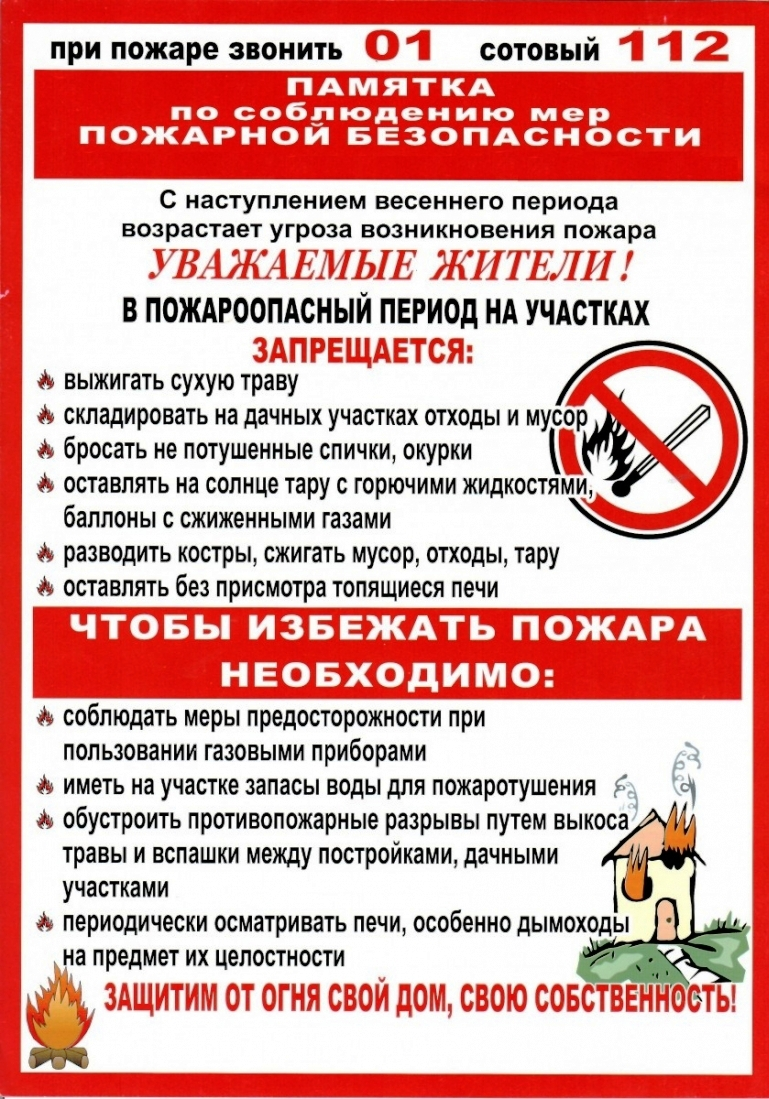 при пожаре звонить 01 сотовый 112
ПАМЯТКА
по соблюдению мер
ПОЖАРНОЙ БЕЗОПАСНОСТИ
С наступлением весеннего периода
возрастает угроза возникновения пожара
УВАЖАЕМЫЕ ЖИТЕЛИ!
В ПОЖАРООПАСНЫЙ ПЕРИОД НА УЧАСТКАХ
ЗАПРЕЩАЕТСЯ:
выжигать сухую траву
складировать на дачных участках отходы и мусор
бросать не потушенные спички, окурки
оставлять на солнце тару с горючими жидкостями,
баллоны с сжиженными газами
разводить костры, сжигать мусор, отходы, тару
оставлять без присмотра топящиеся печи
ЧТОБЫ ИЗБЕЖАТЬ ПОЖАРА
НЕОБХОДИМО:
соблюдать меры предосторожности при
пользовании газовыми приборами
иметь на участке запасы воды для пожаротушения
обустроить противопожарные разрывы путем выкоса
травы и вспашки между постройками, дачными
участками
периодически осматривать печи, особенно дымоходы
на предмет их целостности
ЗАЩИТИМ ОТ ОГНЯ СВОЙ ДОМ, СВОЮ СОБСТВЕННОСТЬ!